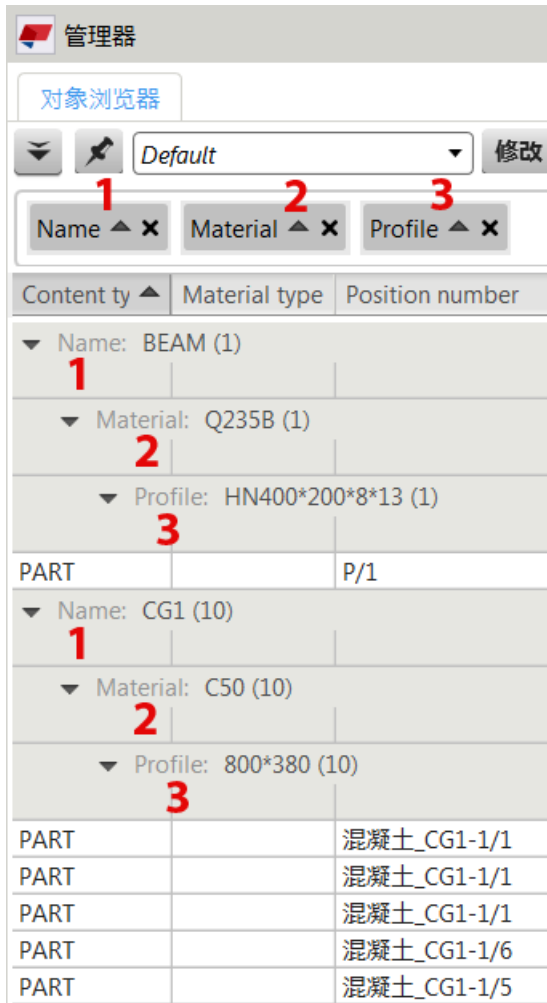 管理器
对象浏览器
Default 修改
1 2 3
Name Material Profile
Content ty Material type Position number
Name: BEAM (1)
1
Material: Q235B (1)
2
Profile: HN400*200*8*13 (1)
3
PART P/1
Name: CG1 (10)
1
Material: C50 (10)
2
Profile: 800*380 (10)
3
PART 混凝土_CG1-1/1
PART 混凝土_CG1-1/1
PART 混凝土_CG1-1/1
PART 混凝土_CG1-1/6
PART 混凝土_CG1-1/5